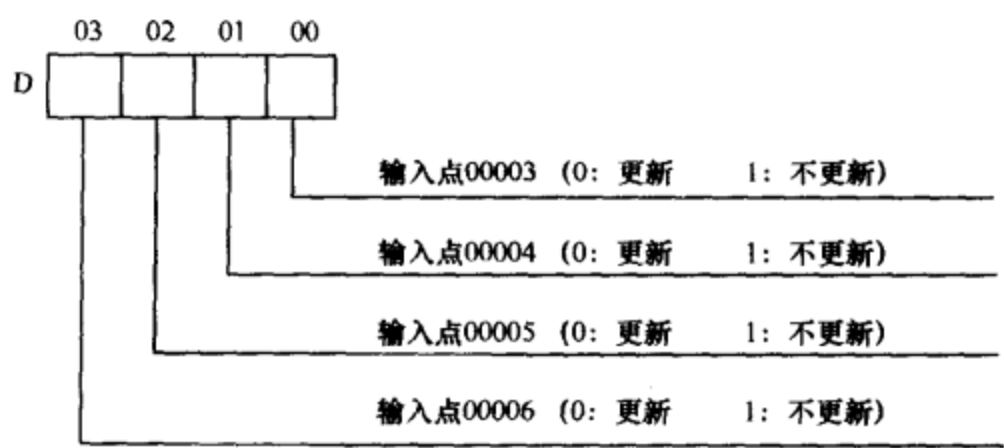 03 02 01 00
D
输入点00003 (0: 更新 1: 不更新)
输入点00004 (0: 更新 1: 不更新)
输入点00005 (0: 更新 1: 不更新)
输入点00006 (0: 更新 1: 不更新)